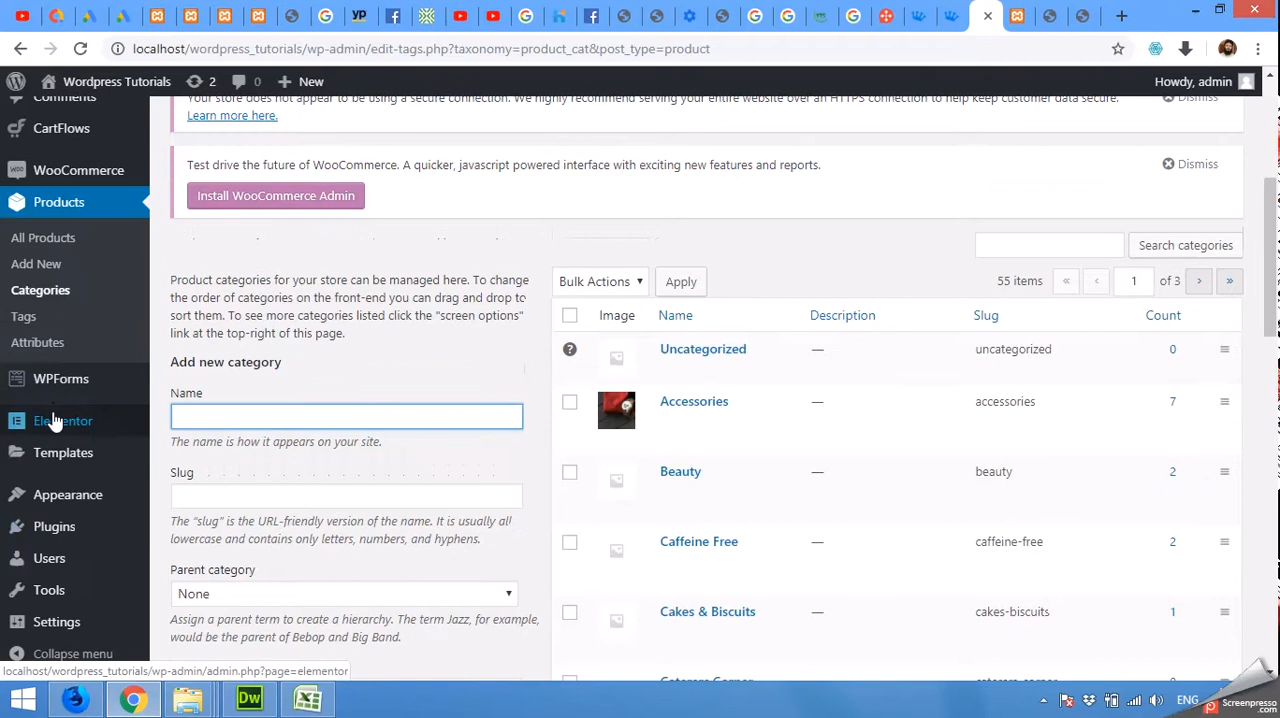 YP
localhost/wordpress_tutorials/wp-admin/edit-tags.php?taxonomy=product_cat&post_type=product
Wordpress Tutorials
2
0
New
Howdy, admin
Comments
CartFlows
WooCommerce
Products
All Products
Add New
Categories
Tags
Attributes
WPForms
Elementor
Templates
Appearance
Plugins
Users
Tools
Settings
Collapse menu
Your store does not appear to be using a secure connection. We highly recommend serving your entire website over an HTTPS connection to help keep customer data secure.
Learn more here.
Dismiss
Test drive the future of WooCommerce. A quicker, javascript powered interface with exciting new features and reports.
Dismiss
Install WooCommerce Admin
Search categories
Product categories for your store can be managed here. To change
the order of categories on the front-end you can drag and drop to
sort them. To see more categories listed click the "screen options"
link at the top-right of this page.
Add new category
Name
The name is how it appears on your site.
Slug
The “slug” is the URL-friendly version of the name. It is usually all
lowercase and contains only letters, numbers, and hyphens.
Parent category
None
Assign a parent term to create a hierarchy. The term Jazz, for example,
would be the parent of Bebop and Big Band.
Bulk Actions
Apply
55 items « ‹ 1 of 3 › »
Image Name Description Slug Count
Uncategorized — uncategorized 0
Accessories — accessories 7
Beauty — beauty 2
Caffeine Free — caffeine-free 2
Cakes & Biscuits — cakes-biscuits 1
localhost/wordpress_tutorials/wp-admin/admin.php?page=elementor
Dw
ENG
Screenpresso
.com